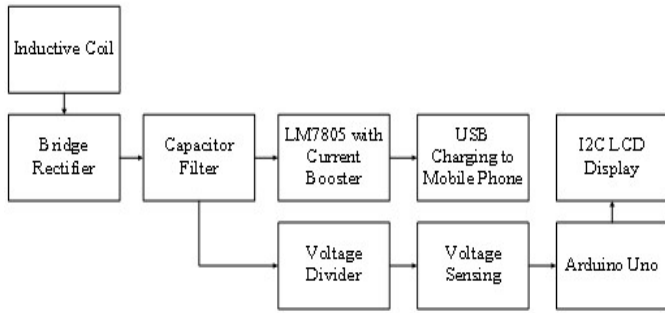 Inductive Coil
Bridge
Rectifier
Capacitor
Filter
LM7805 with
Current
Booster
USB
Charging to
Mobile Phone
I2C LCD
Display
Voltage
Divider
Voltage
Sensing
Arduino Uno